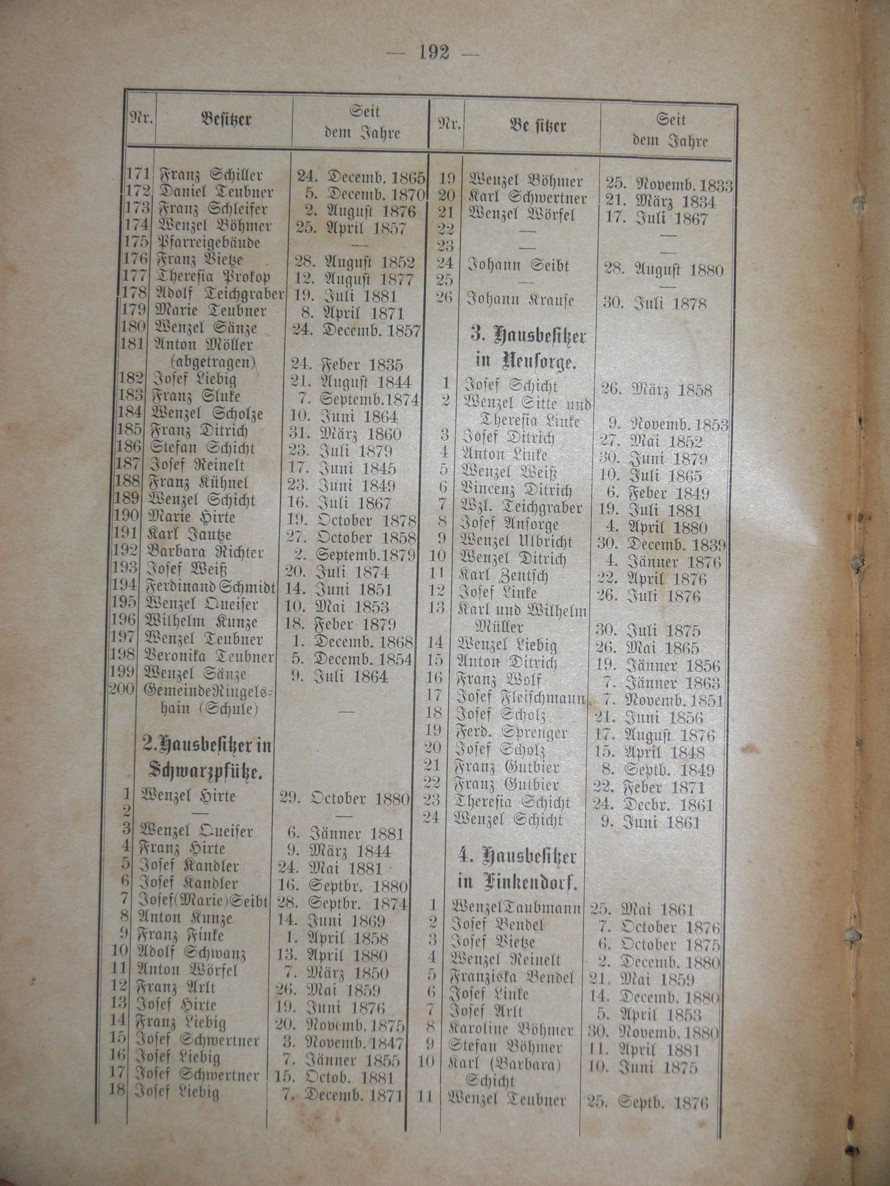 — 192 —
Nr. Besitzer Seit dem Jahre
171 Franz Schiller 24. Decemb. 1865
172 Daniel Teubner 5. Decemb. 1870
173 Franz Schleifer 2. August 1876
174 Wenzel Böhmer 25. April 1857
175 Pfarreigebäude —
176 Franz Vietze 28. August 1852
177 Theresia Prokop 12. August 1877
178 Adolf Teichgraber 19. Juli 1881
179 Marie Teubner 8. April 1871
180 Wenzel Sänze 24. Decemb. 1857
181 Anton Möller
(abgetragen) 24. Feber 1835
182 Josef Liebig 21. August 1844
183 Franz Sluke 7. Septemb. 1874
184 Wenzel Scholze 10. Juni 1864
185 Franz Ditrich 31. März 1860
186 Stefan Schicht 23. Juli 1879
187 Josef Reinelt 17. Juni 1845
188 Franz Kühnel 23. Juni 1849
189 Wenzel Schicht 16. Juli 1867
190 Marie Hirte 19. October 1878
191 Karl Jantze 27. October 1858
192 Barbara Richter 2. Septemb. 1879
193 Josef Weiß 20. Juli 1874
194 Ferdinand Schmidt 14. Juni 1851
195 Wenzel Queiser 10. Mai 1853
196 Wilhelm Kunze 18. Feber 1879
197 Wenzel Teubner 1. Decemb. 1868
198 Veronika Teubner 5. Decemb. 1854
199 Wenzel Sänze 9. Juli 1864
200 Gemeinde Ringels=
hain (Schule) —
2. Hausbesitzer in
Schwarzpfütze.
1 Wenzel Hirte 29. October 1880
2 — —
3 Wenzel Queiser 6. Jänner 1881
4 Franz Hirte 9. März 1844
5 Josef Kandler 24. Mai 1881
6 Josef Kandler 16. Septbr. 1880
7 Josef (Marie) Seibt 28. Septbr. 1874
8 Anton Kunze 14. Juni 1869
9 Franz Finke 1. April 1858
10 Adolf Schwanz 13. April 1880
11 Anton Wörfel 7. März 1850
12 Franz Arlt 26. Mai 1859
13 Josef Hirte 19. Juni 1876
14 Franz Liebig 20. Novemb. 1875
15 Josef Schwertner 3. Novemb. 1847
16 Josef Liebig 7. Jänner 1855
17 Josef Schwertner 15. Octob. 1881
18 Josef Liebig 7. Decemb. 1871
Nr. Be sitzer Seit dem Jahre
19 Wenzel Böhmer 25. Novemb. 1833
20 Karl Schwertner 21. März 1834
21 Wenzel Wörfel 17. Juli 1867
22 — —
23 — —
24 Johann Seibt 28. August 1880
25 — —
26 Johann Krause 30. Juli 1878
3. Hausbesitzer
in Neusorge.
1 Josef Schicht 26. März 1858
2 Wenzel Sitte und
Theresia Linke 9. Novemb. 1853
3 Josef Ditrich 27. Mai 1852
4 Anton Linke 30. Juni 1879
5 Wenzel Weiß 10. Juli 1865
6 Vincenz Ditrich 6. Feber 1849
7 Wzl. Teichgraber 19. Juli 1881
8 Josef Ansorge 4. April 1880
9 Wenzel Ulbricht 30. Decemb. 1839
10 Wenzel Ditrich 4. Jänner 1876
11 Karl Zentsch 22. April 1876
12 Josef Linke 26. Juli 1876
13 Karl und Wilhelm
Müller 30. Juli 1875
14 Wenzel Liebig 26. Mai 1865
15 Anton Ditrich 19. Jänner 1856
16 Franz Wolf 7. Jänner 1863
17 Josef Fleischmann 7. Novemb. 1851
18 Josef Scholz 21. Juni 1856
19 Ferd. Sprenger 17. August 1876
20 Josef Scholz 15. April 1848
21 Franz Gutbier 8. Septb. 1849
22 Franz Gutbier 22. Feber 1871
23 Theresia Schicht 24. Decbr. 1861
24 Wenzel Schicht 9. Juni 1861
4. Hausbesitzer
in Finkendorf.
1 Wenzel Taubmann 25. Mai 1861
2 Josef Bendel 7. October 1876
3 Josef Vietze 6. October 1875
4 Wenzel Reinelt 2. Decemb. 1880
5 Franziska Bendel 21. Mai 1859
6 Josef Linke 14. Decemb. 1880
7 Josef Arlt 5. April 1853
8 Karoline Böhmer 30. Novemb. 1880
9 Stefan Böhmer 11. April 1881
10 Karl (Barbara)
Schicht 10. Juni 1875
11 Wenzel Teubner 25. Septb. 1876